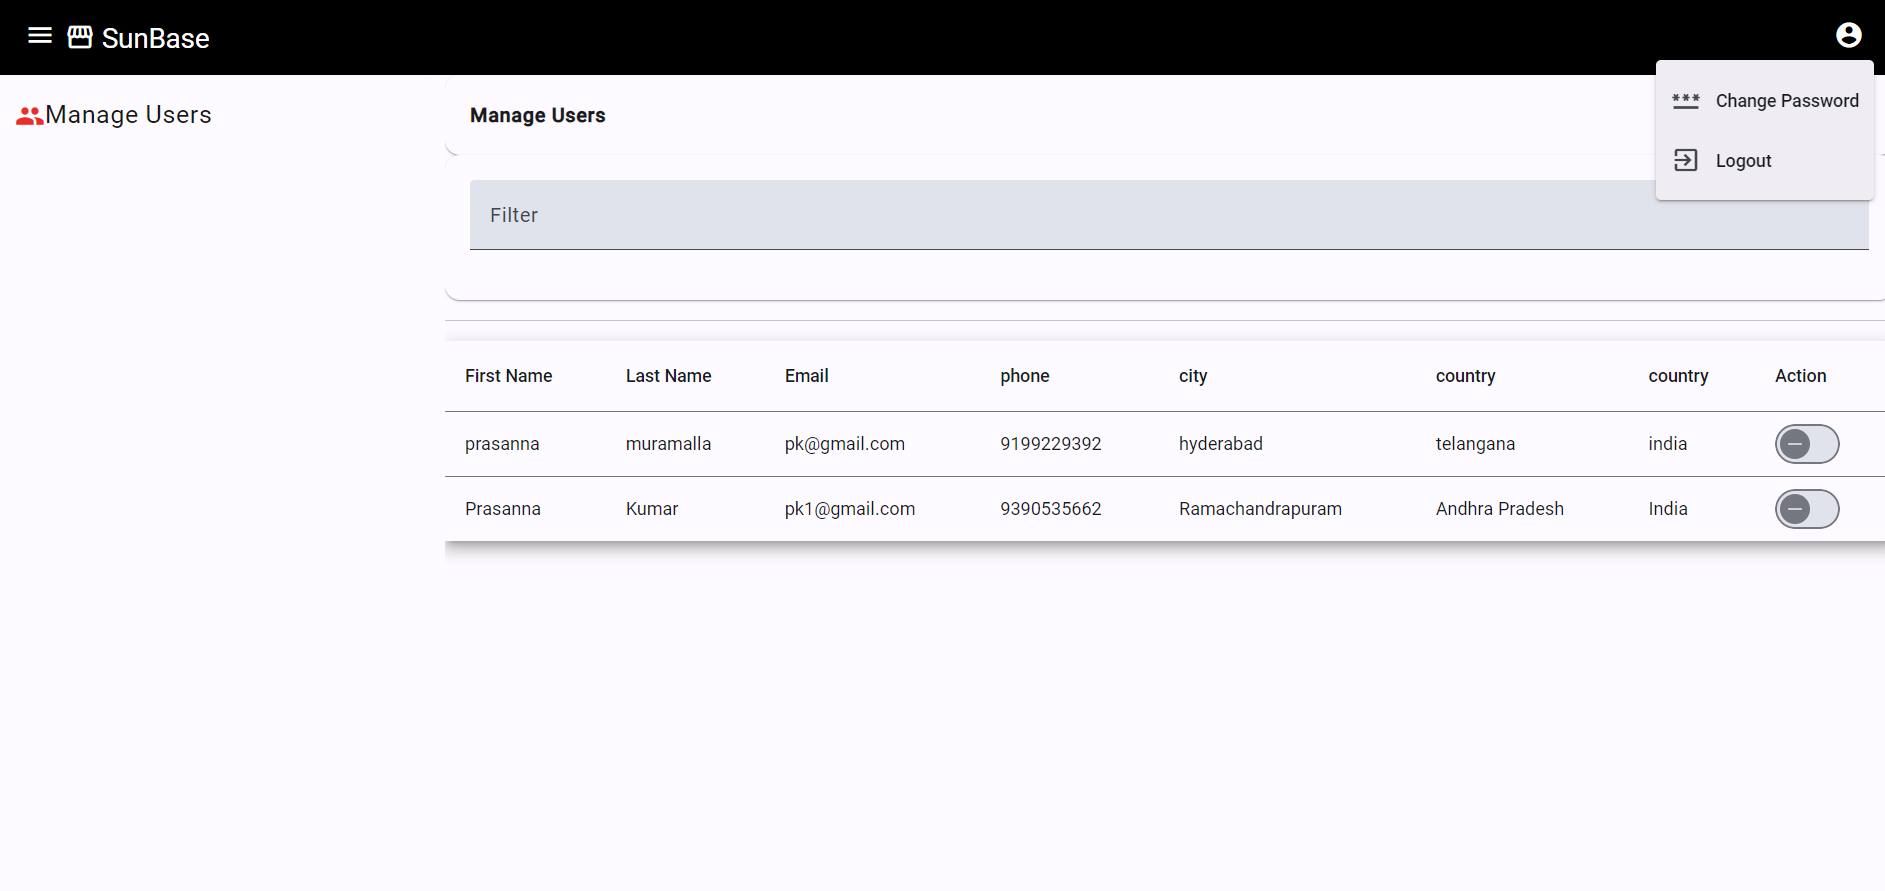 SunBase
Change Password
Logout
Manage Users
Manage Users
Filter
First Name Last Name Email phone city country country Action
prasanna muramalla pk@gmail.com 9199229392 hyderabad telangana india
Prasanna Kumar pk1@gmail.com 9390535662 Ramachandrapuram Andhra Pradesh India